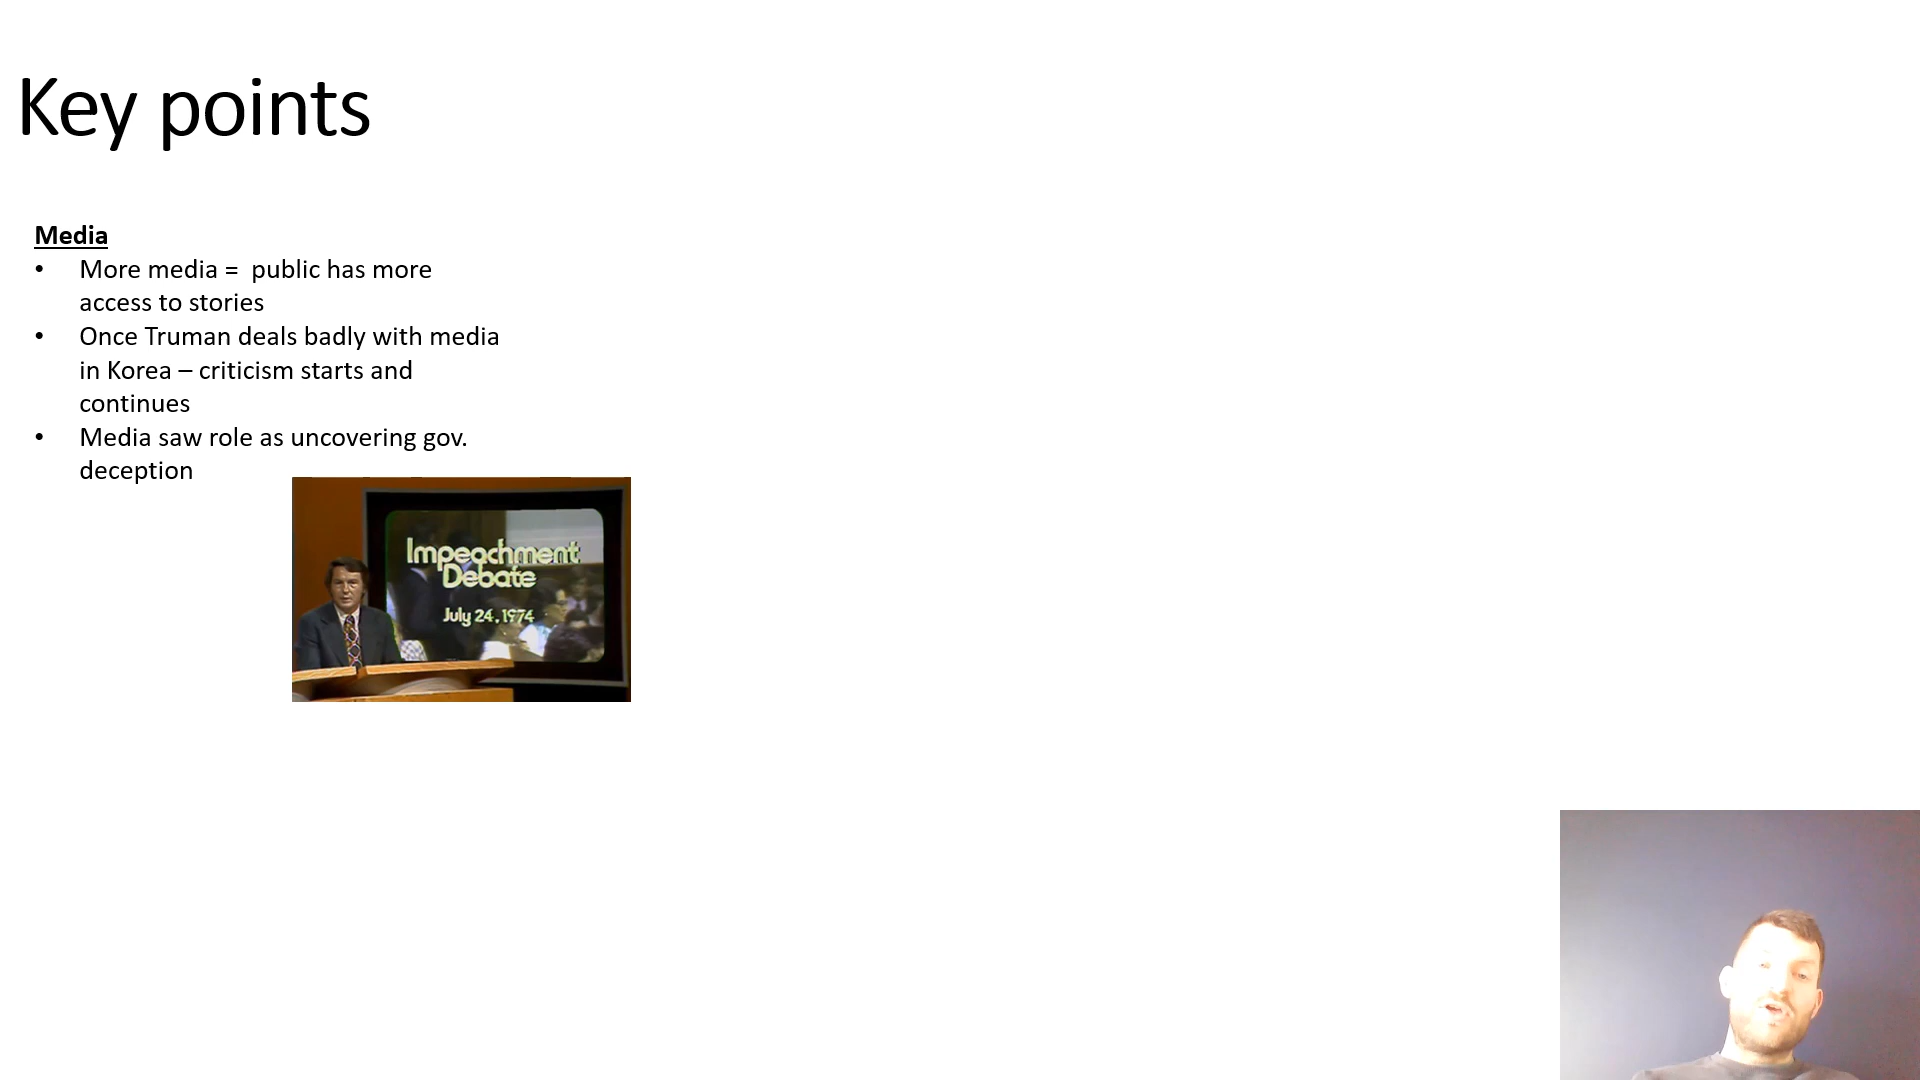 Key points
Media
• More media =  public has more
access to stories
• Once Truman deals badly with media
in Korea – criticism starts and
continues
• Media saw role as uncovering gov.
deception
Impeachment
Debate
July 24, 1974